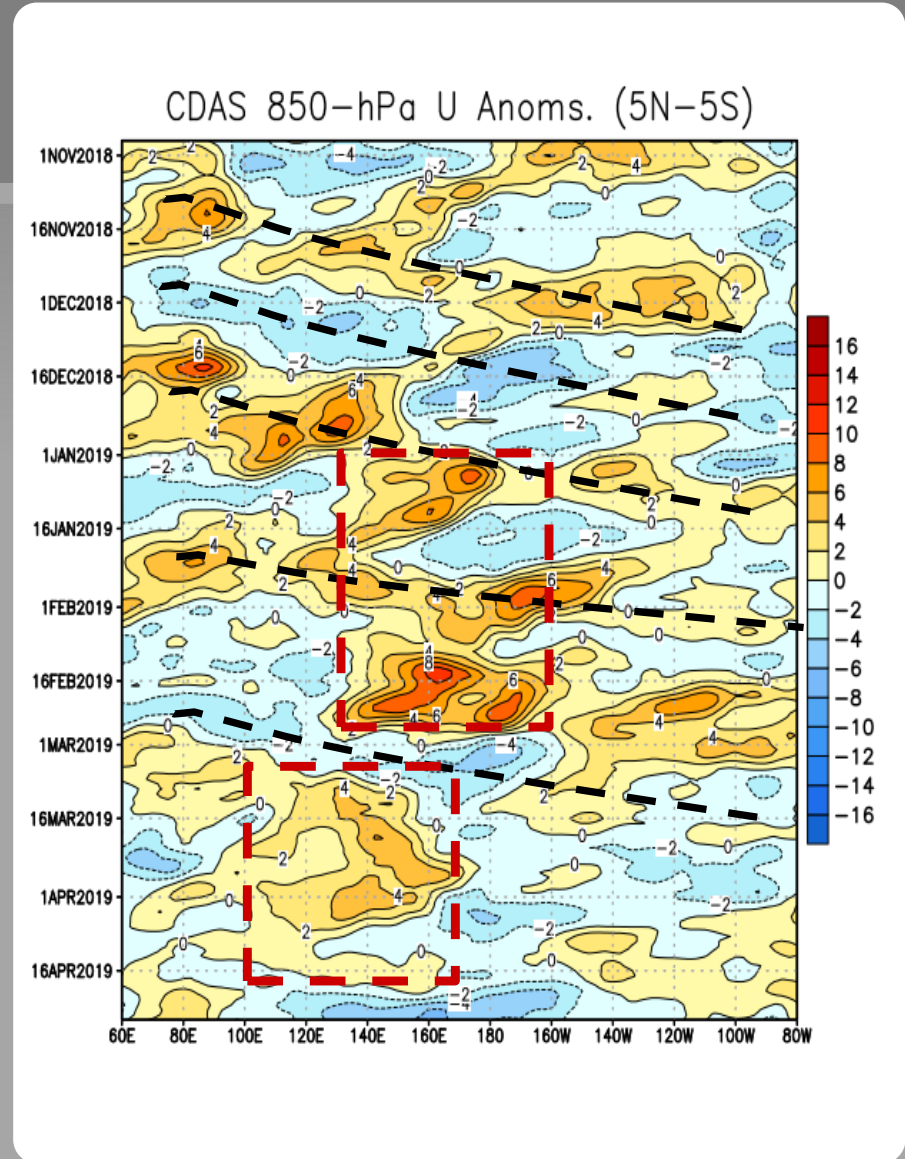 CDAS 850-hPa U Anoms. (5N-5S)
1NOV2018
16NOV2018
1DEC2018
16DEC2018
1JAN2019
16JAN2019
1FEB2019
16FEB2019
1MAR2019
16MAR2019
1APR2019
16APR2019
60E 80E 100E 120E 140E 160E 180 160W 140W 120W 100W 80W
16
14
12
10
8
6
4
2
0
-2
-4
-6
-8
-10
-12
-14
-16